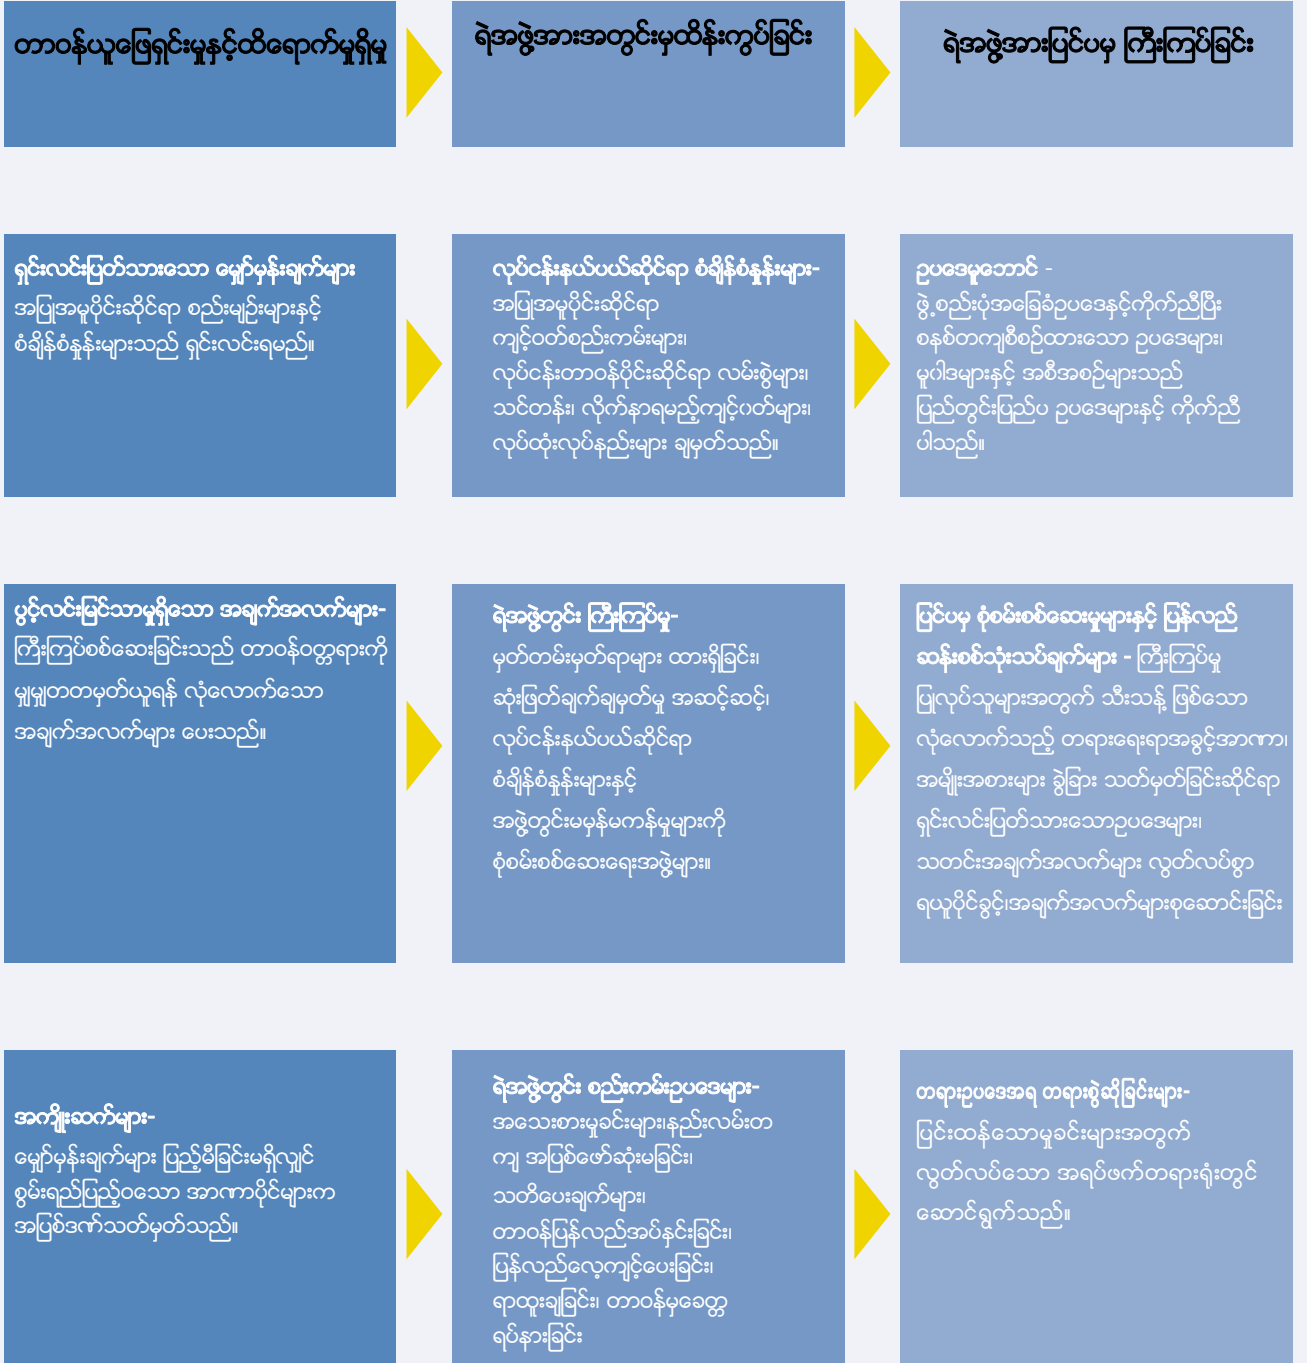 တာဝန်ယူဖြေရှင်းမှုနှင့်ထိရောက်မှုရှိမှု
ရဲအဖွဲ့အားအတွင်းမှထိန်းကွပ်ခြင်း
ရဲအဖွဲ့အားပြင်ပမှ ကြီးကြပ်ခြင်း
ရှင်းလင်းပြတ်သားသော မျှော်မှန်းချက်များ
အပြုအမူပိုင်းဆိုင်ရာ စည်းမျဉ်းများနှင့်
စံချိန်စံနှုန်းများသည် ရှင်းလင်းရမည်။
လုပ်ငန်းနယ်ပယ်ဆိုင်ရာ စံချိန်စံနှုန်းများ-
အပြုအမူပိုင်းဆိုင်ရာ
ကျင့်ဝတ်စည်းကမ်းများ၊
လုပ်ငန်းတာဝန်ပိုင်းဆိုင်ရာ လမ်းစွဲများ၊
သင်တန်း၊ လိုက်နာရမည့်ကျင့်ဂတ်များ၊
လုပ်ထုံးလုပ်နည်းများ ချမှတ်သည်။
ဥပဒေမူဘောင် -
ဖွဲ့စည်းပုံအခြေခံဥပဒေနှင့်ကိုက်ညီပြီး
စနစ်တကျစီစဉ်ထားသော ဥပဒေများ၊
မူဝါဒများနှင့် အစီအစဉ်များသည်
ပြည်တွင်းပြည်ပ ဥပဒေများနှင့် ကိုက်ညီ
ပါသည်။
ပွင့်လင်းမြင်သာမှုရှိသော အချက်အလက်များ-
ကြီးကြပ်စစ်ဆေးခြင်းသည် တာဝန်ဝတ္တရားကို
မျှမျှတတမှတ်ယူရန် လုံလောက်သော
အချက်အလက်များ ပေးသည်။
ရဲအဖွဲ့တွင်း ကြီးကြပ်မှု-
မှတ်တမ်းမှတ်ရာများ ထားရှိခြင်း၊
ဆုံးဖြတ်ချက်ချမှတ်မှု အဆင့်ဆင့်၊
လုပ်ငန်းနယ်ပယ်ဆိုင်ရာ
စံချိန်စံနှုန်းများနှင့်
အဖွဲ့တွင်းမမှန်မကန်မှုများကို
စုံစမ်းစစ်ဆေးရေးအဖွဲ့များ။
ပြင်ပမှ စုံစမ်းစစ်ဆေးမှုများနှင့် ပြန်လည်
ဆန်းစစ်သုံးသပ်ချက်များ - ကြီးကြပ်မှု
ပြုလုပ်သူများအတွက် သီးသန့် ဖြစ်သော
လုံလောက်သည့် တရားရေးရာအခွင့်အာဏာ၊
အမျိုးအစားများ ခွဲခြား သတ်မှတ်ခြင်းဆိုင်ရာ
ရှင်းလင်းပြတ်သားသောဥပဒေများ၊
သတင်းအချက်အလက်များ လွတ်လပ်စွာ
ရယူပိုင်ခွင့်၊အချက်အလက်များစုဆောင်းခြင်း
အကျိုးဆက်များ-
မျှော်မှန်းချက်များ ပြည့်မီခြင်းမရှိလျှင်
စွမ်းရည်ပြည့်ဝသော အာဏာပိုင်များက
အပြစ်ဒဏ်သတ်မှတ်သည်။
ရဲအဖွဲ့တွင်း စည်းကမ်းဥပဒေများ-
အသေးစားမှုခင်းများ၊နည်းလမ်းတ
ကျ အပြစ်ဖော်ဆုံးမခြင်း၊
သတိပေးချက်များ၊
တာဝန်ပြန်လည်အပ်နှင်းခြင်း၊
ပြန်လည်လေ့ကျင့်ပေးခြင်း၊
ရာထူးချခြင်း၊ တာဝန်မှခေတ္တ
ရပ်နားခြင်း
တရားဥပဒေအရ တရားစွဲဆိုခြင်းများ-
ပြင်းထန်သောမှုခင်းများအတွက်
လွတ်လပ်သော အရပ်ဖက်တရားရုံးတွင်
ဆောင်ရွက်သည်။